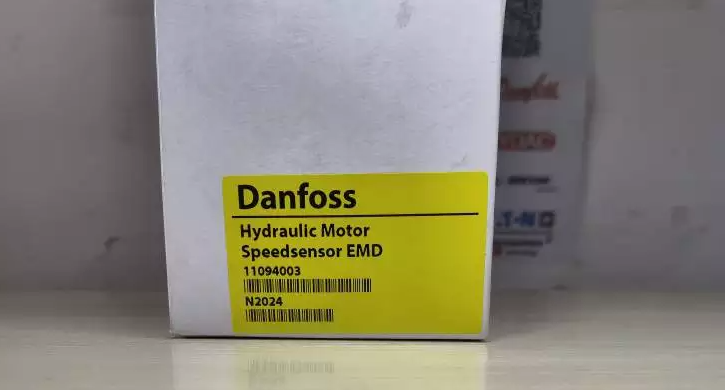 Danfoss
Hydraulic Motor
Speedsensor EMD
11094003
N2024